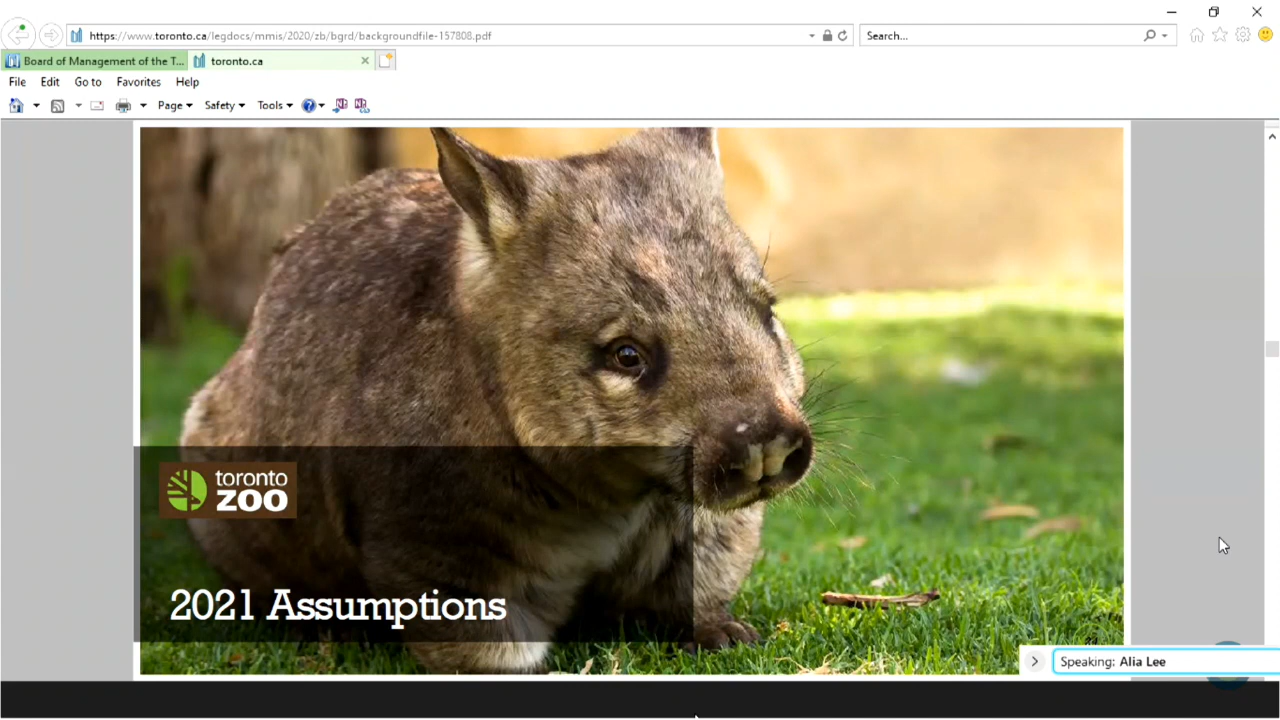 https://www.toronto.ca/legdocs/mmis/2020/zb/bgrd/backgroundfile-157808.pdf
Search...
Board of Management of the T...
toronto.ca
File Edit Go to Favorites Help
Page Safety Tools
toronto
ZOO
2021 Assumptions
Speaking: Alia Lee